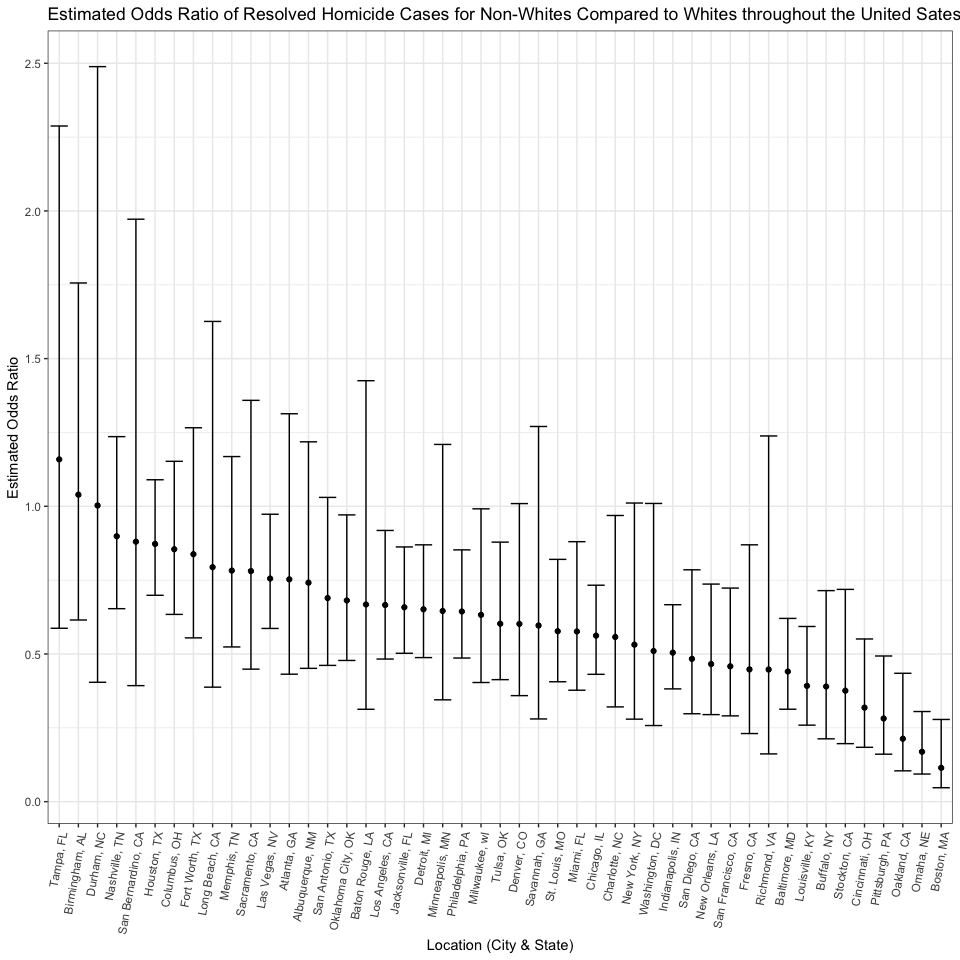 Estimated Odds Ratio of Resolved Homicide Cases for Non-Whites Compared to Whites throughout the United Sates
Estimated Odds Ratio
2.5
2.0
1.5
1.0
0.5
0.0
Tampa, FL
Birmingham, AL
Durham, NC
Nashville, TN
San Bernardino, CA
Houston, TX
Columbus, OH
Fort Worth, TX
Long Beach, CA
Memphis, TN
Sacramento, CA
Las Vegas, NV
Atlanta, GA
Albuquerque, NM
San Antonio, TX
Oklahoma City, OK
Baton Rouge, LA
Los Angeles, CA
Jacksonville, FL
Detroit, MI
Minneapolis, MN
Philadelphia, PA
Milwaukee, wI
Tulsa, OK
Denver, CO
Savannah, GA
St. Louis, MO
Miami, FL
Chicago, IL
Charlotte, NC
New York, NY
Washington, DC
Indianapolis, IN
San Diego, CA
New Orleans, LA
San Francisco, CA
Fresno, CA
Richmond, VA
Baltimore, MD
Louisville, KY
Buffalo, NY
Stockton, CA
Cincinnati, OH
Pittsburgh, PA
Oakland, CA
Omaha, NE
Boston, MA
Location (City & State)